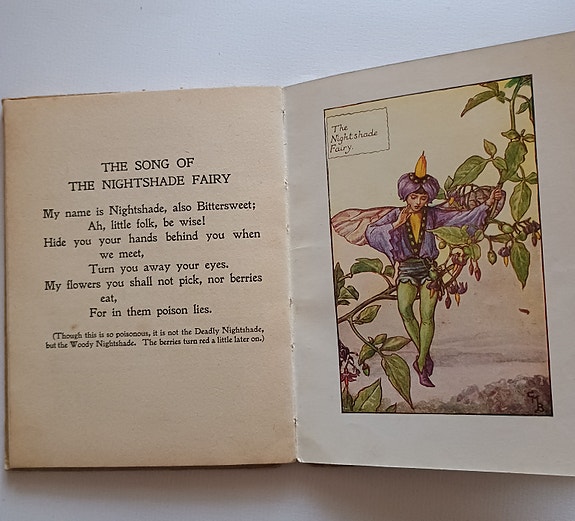 THE SONG OF
THE NIGHTSHADE FAIRY
My name is Nightshade, also Bittersweet;
Ah, little folk, be wise!
Hide you your hands behind you when
we meet,
Turn you away your eyes.
My flowers you shall not pick, nor berries
eat,
For in them poison lies.
(Though this is so poisonous, it is not the Deadly Nightshade,
but the Woody Nightshade. The berries turn red a little later on.)
The
Nightshade
Fairy.
CMB